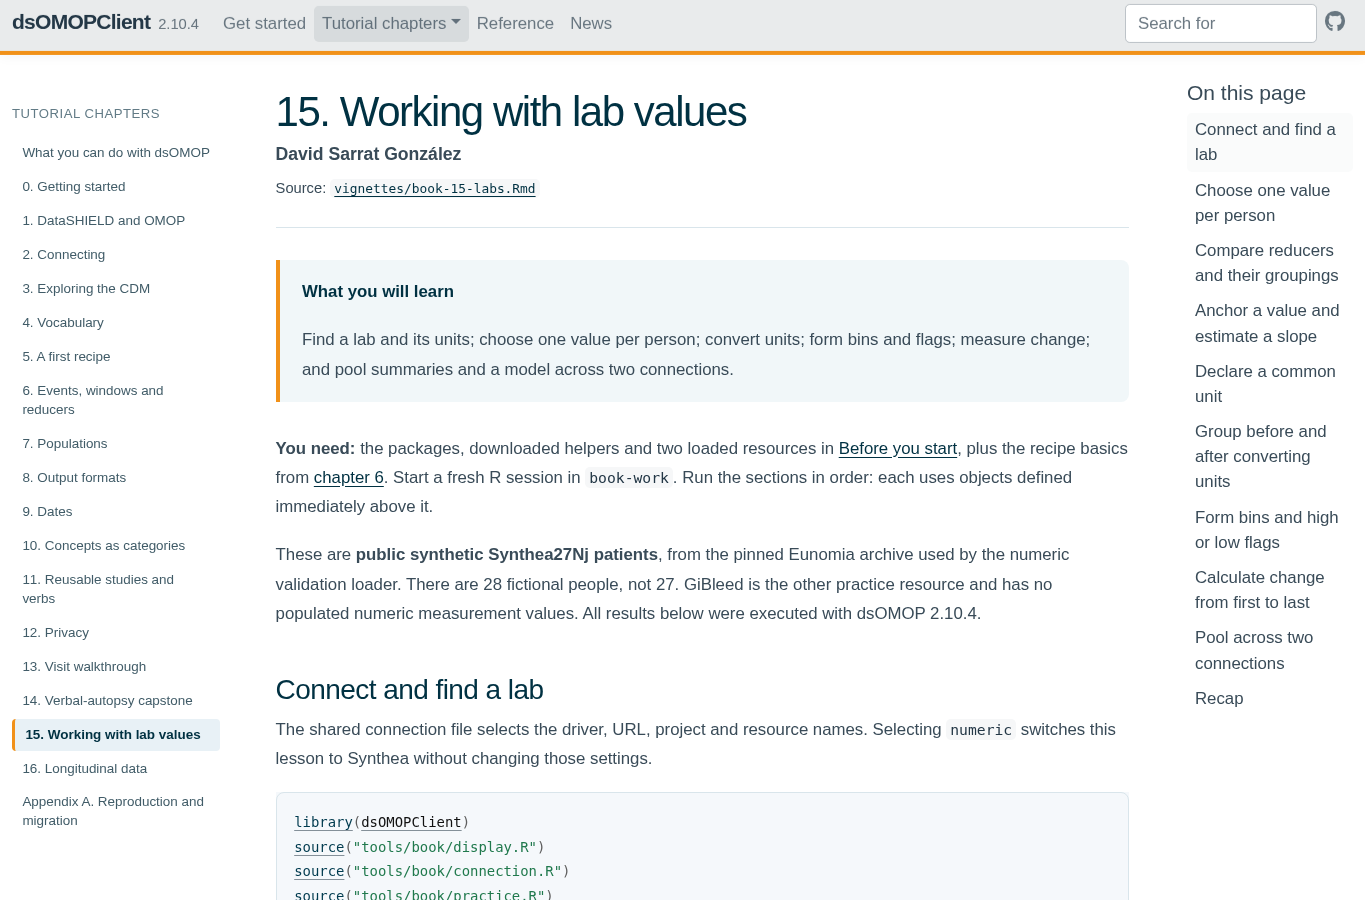 dsOMOPClient 2.10.4 Get started Tutorial chapters Reference News Search for
TUTORIAL CHAPTERS
What you can do with dsOMOP
0. Getting started
1. DataSHIELD and OMOP
2. Connecting
3. Exploring the CDM
4. Vocabulary
5. A first recipe
6. Events, windows and
reducers
7. Populations
8. Output formats
9. Dates
10. Concepts as categories
11. Reusable studies and
verbs
12. Privacy
13. Visit walkthrough
14. Verbal-autopsy capstone
15. Working with lab values
16. Longitudinal data
Appendix A. Reproduction and
migration
15. Working with lab values
David Sarrat González
Source: vignettes/book-15-labs.Rmd
What you will learn
Find a lab and its units; choose one value per person; convert units; form bins and flags; measure change;
and pool summaries and a model across two connections.
You need: the packages, downloaded helpers and two loaded resources in Before you start, plus the recipe basics
from chapter 6. Start a fresh R session in book-work. Run the sections in order: each uses objects defined
immediately above it.
These are public synthetic Synthea27Nj patients, from the pinned Eunomia archive used by the numeric
validation loader. There are 28 fictional people, not 27. GiBleed is the other practice resource and has no
populated numeric measurement values. All results below were executed with dsOMOP 2.10.4.
Connect and find a lab
The shared connection file selects the driver, URL, project and resource names. Selecting numeric switches this
lesson to Synthea without changing those settings.
library(dsOMOPClient)
source("tools/book/display.R")
source("tools/book/connection.R")
source("tools/book/practice.R")
On this page
Connect and find a
lab
Choose one value
per person
Compare reducers
and their groupings
Anchor a value and
estimate a slope
Declare a common
unit
Group before and
after converting
units
Form bins and high
or low flags
Calculate change
from first to last
Pool across two
connections
Recap